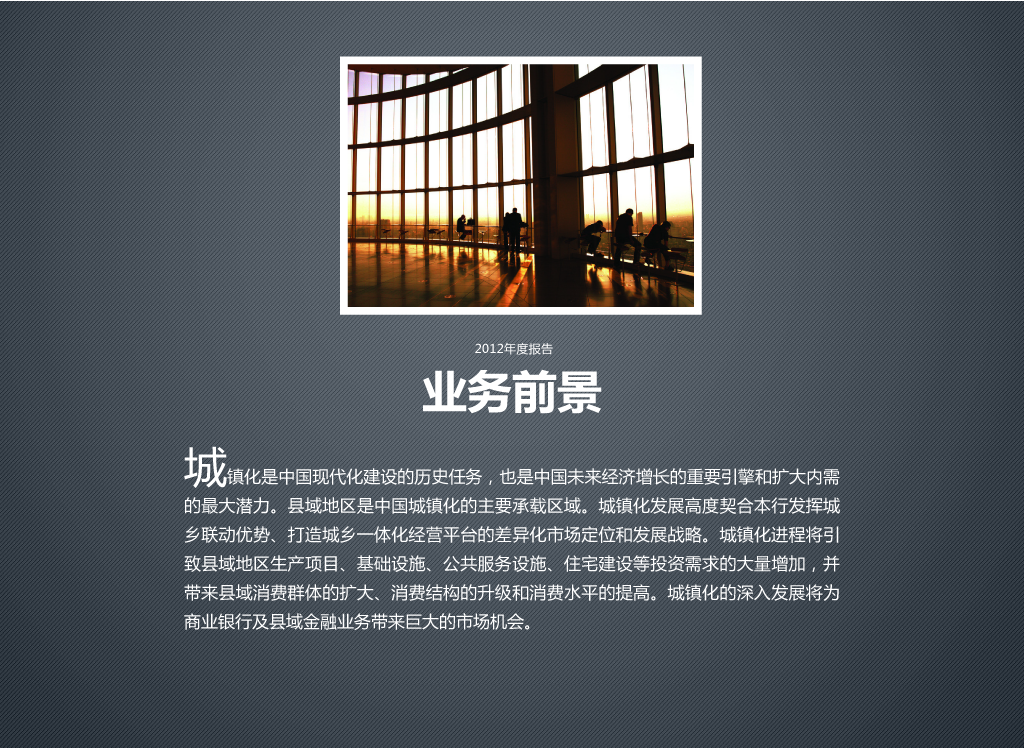 2012年度报告
业务前景
城镇化是中国现代化建设的历史任务，也是中国未来经济增长的重要引擎和扩大内需
的最大潜力。县域地区是中国城镇化的主要承载区域。城镇化发展高度契合本行发挥城
乡联动优势、打造城乡一体化经营平台的差异化市场定位和发展战略。城镇化进程将引
致县域地区生产项目、基础设施、公共服务设施、住宅建设等投资需求的大量增加，并
带来县域消费群体的扩大、消费结构的升级和消费水平的提高。城镇化的深入发展将为
商业银行及县域金融业务带来巨大的市场机会。